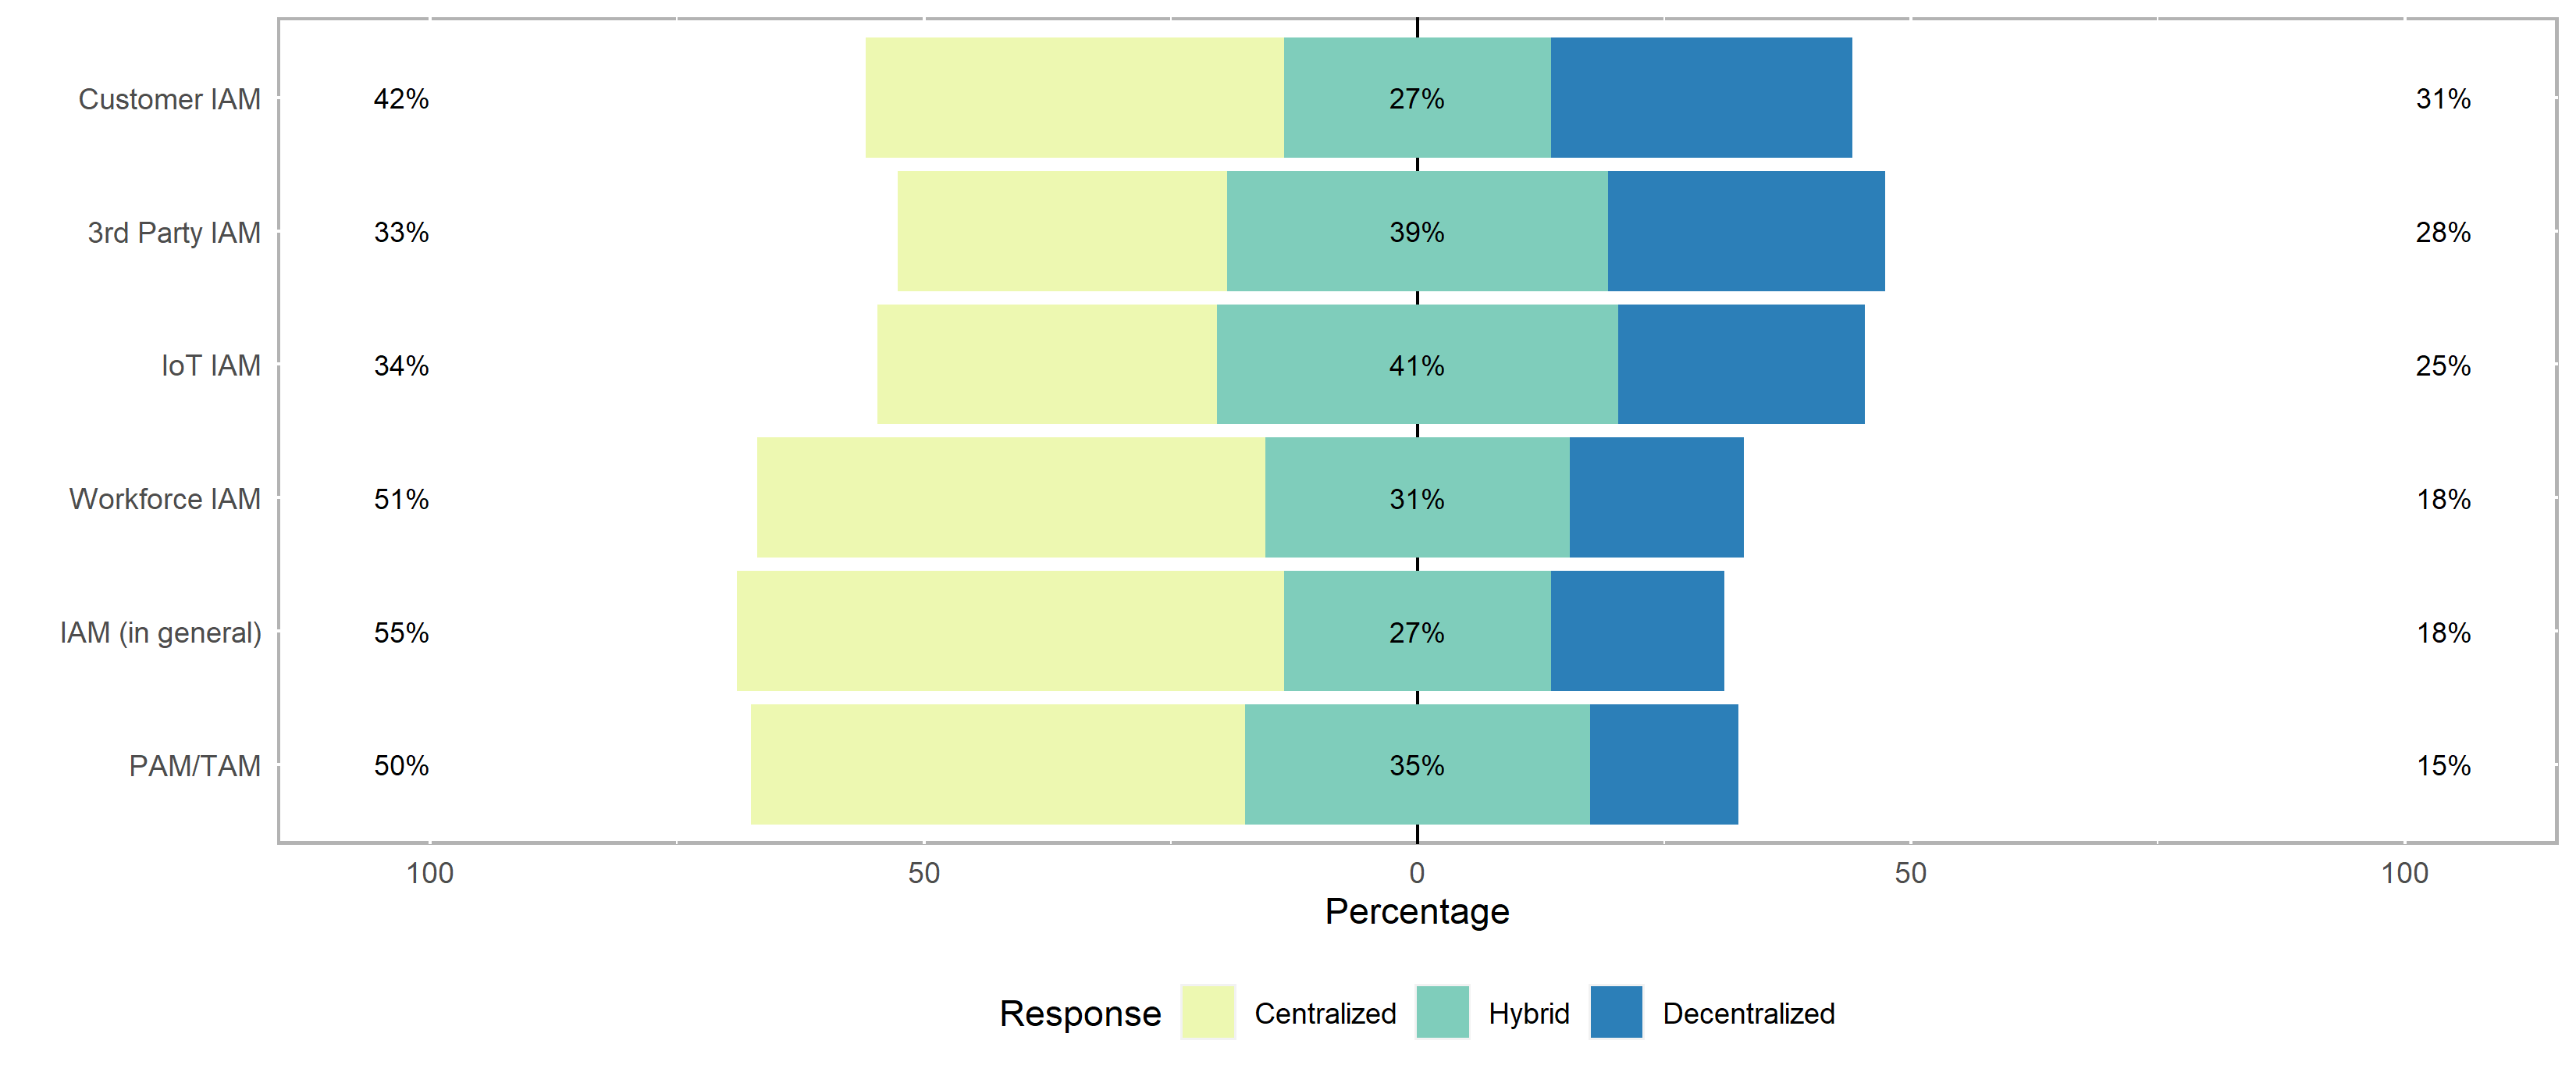 Customer IAM 42% 27% 31%
3rd Party IAM 33% 39% 28%
IoT IAM 34% 41% 25%
Workforce IAM 51% 31% 18%
IAM (in general) 55% 27% 18%
PAM/TAM 50% 35% 15%
100 50 0 50 100
Percentage
Response Centralized Hybrid Decentralized